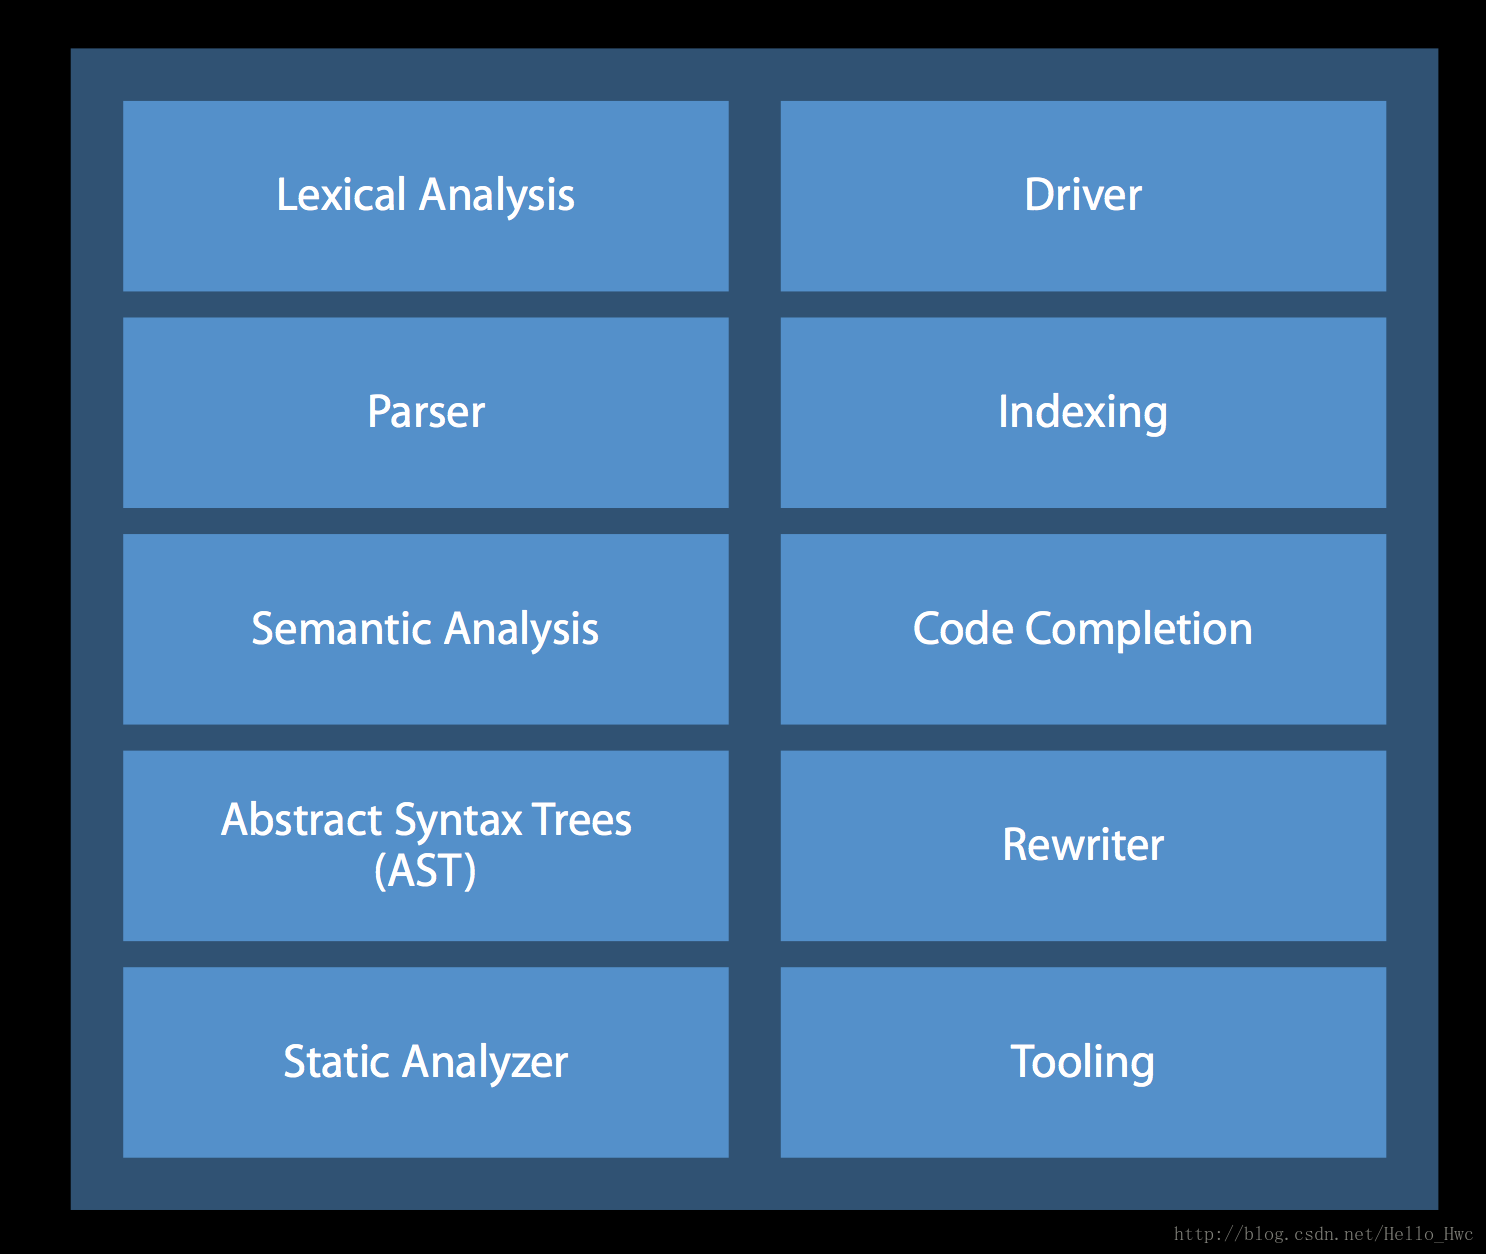 Lexical Analysis
Driver
Parser
Indexing
Semantic Analysis
Code Completion
Abstract Syntax Trees
(AST)
Rewriter
Static Analyzer
Tooling
http://blog.csdn.net/Hello_Hwc